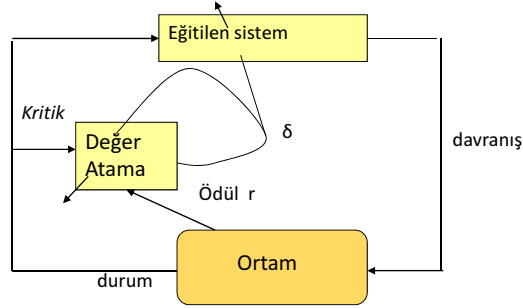 Eğitilen sistem
Kritik
Değer
Atama
δ
davranış
Ödül r
Ortam
durum